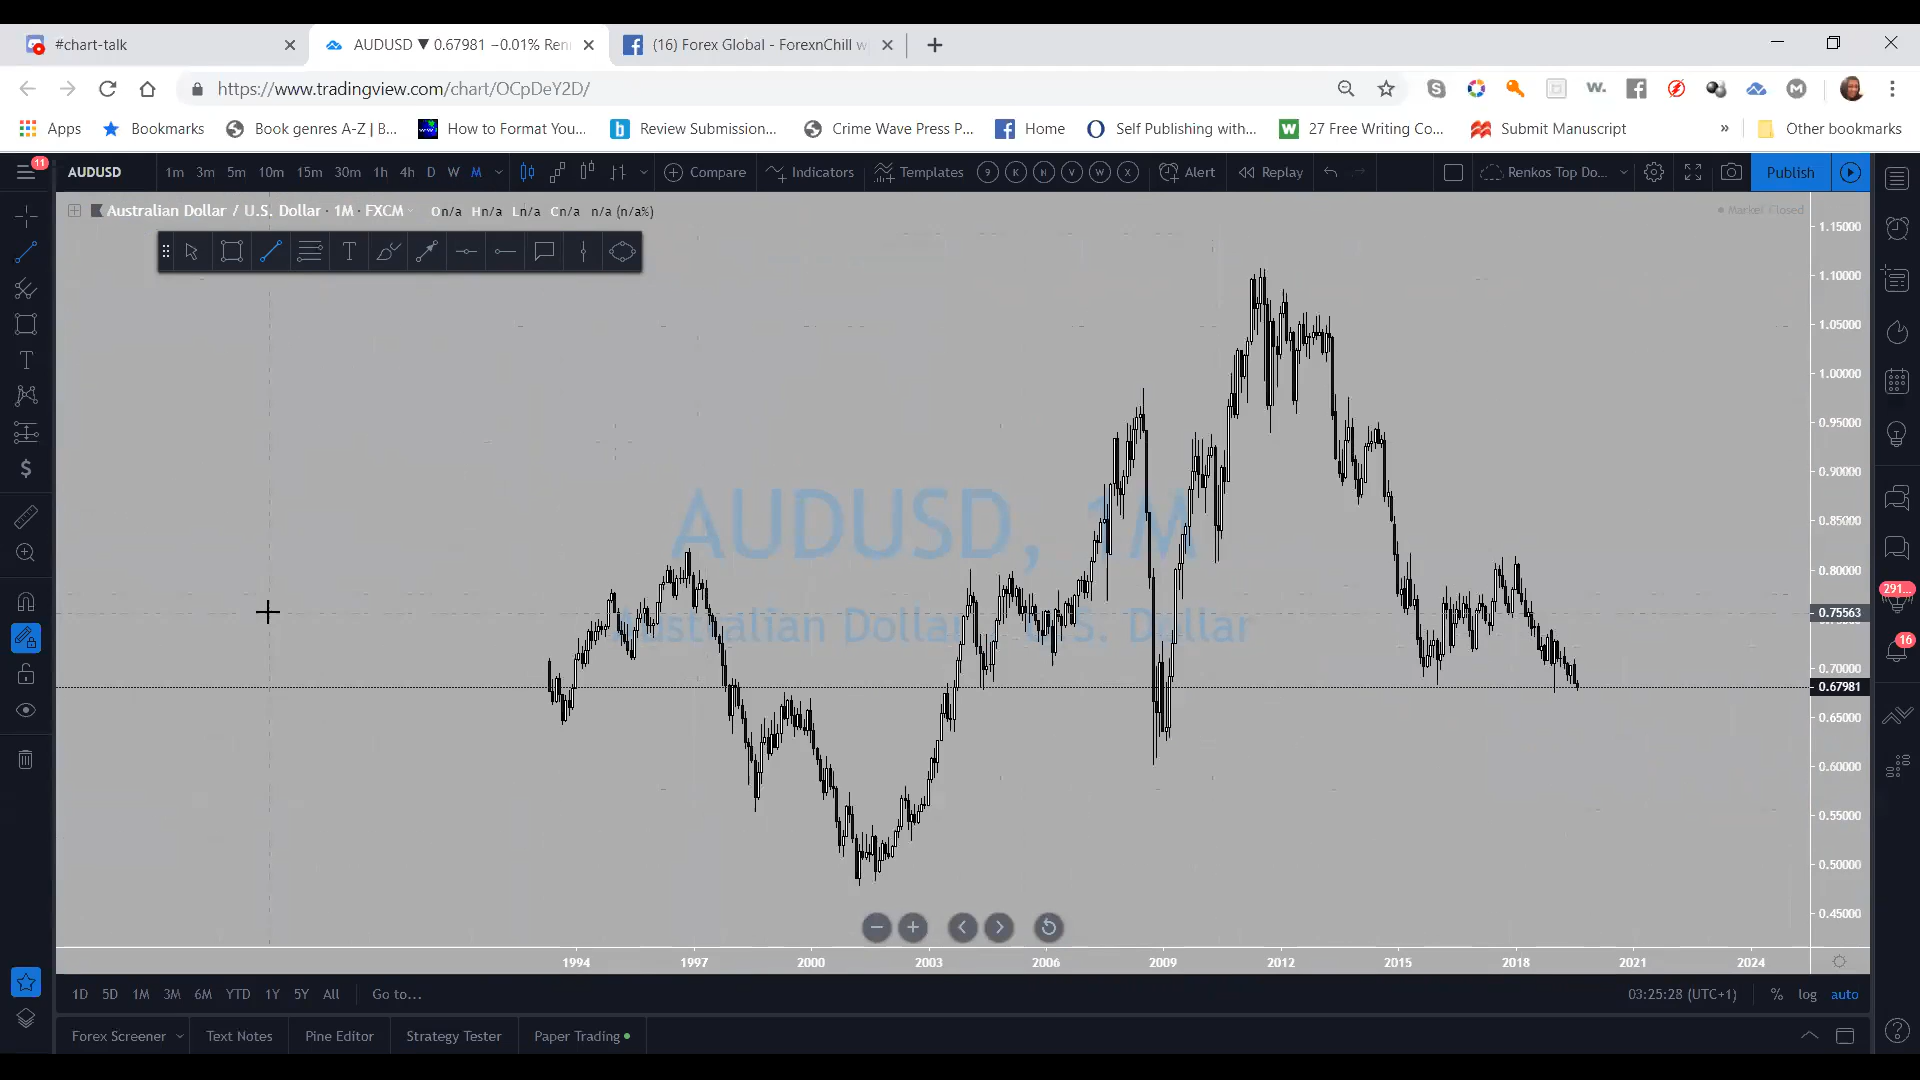 #chart-talk
AUDUSD ▼ 0.67981 −0.01% Ren
(16) Forex Global - ForexnChill w
https://www.tradingview.com/chart/OCpDeY2D/
Apps Bookmarks Book genres A-Z | B... How to Format You... Review Submission... Crime Wave Press P... Home Self Publishing with... 27 Free Writing Co... Submit Manuscript » Other bookmarks
11
AUDUSD 1m 3m 5m 10m 15m 30m 1h 4h D W M Compare Indicators Templates 9 K N V W X Alert Replay Renkos Top Do... Publish
Australian Dollar / U.S. Dollar · 1M · FXCM On/a Hn/a Ln/a Cn/a n/a (n/a%)
Market Closed
AUDUSD, 1M
Australian Dollar / U.S. Dollar
1.15000
1.10000
1.05000
1.00000
0.95000
0.90000
0.85000
0.80000
0.75563
0.70000
0.67981
0.65000
0.60000
0.55000
0.50000
0.45000
291...
16
1994 1997 2000 2003 2006 2009 2012 2015 2018 2021 2024
1D 5D 1M 3M 6M YTD 1Y 5Y All Go to... 03:25:28 (UTC+1) % log auto
Forex Screener Text Notes Pine Editor Strategy Tester Paper Trading